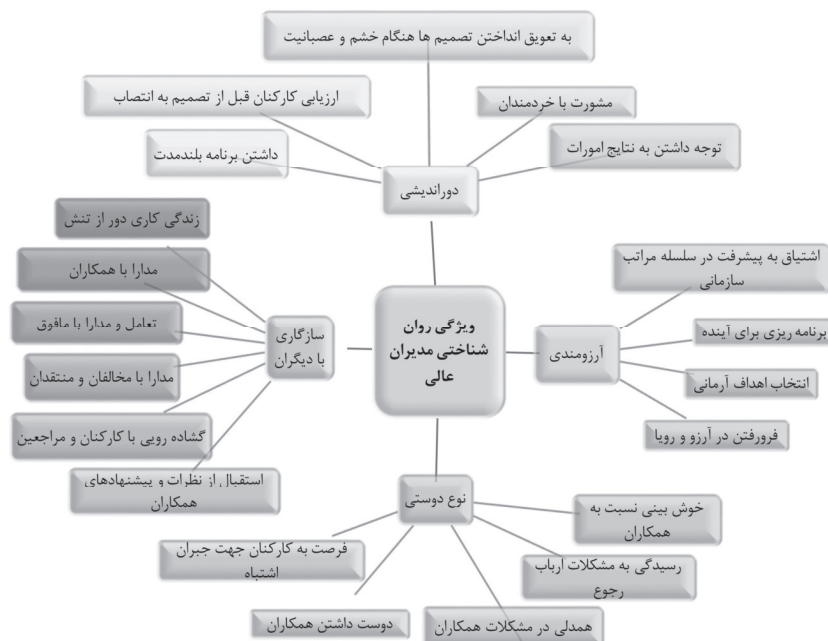 به تعویق انداختن تصمیم ها هنگام خشم و عصبانیت
ارزیابی کارکنان قبل از تصمیم به انتصاب
مشورت با خردمندان
داشتن برنامه بلندمدت
توجه داشتن به نتایج امورات
دوراندیشی
زندگی کاری دور از تنش
مدارا با همکاران
تعامل و مدارا با مافوق
مدارا با مخالفان و منتقدان
گشاده رویی با کارکنان و مراجعین
استقبال از نظرات و پیشنهادهای
همکاران
سازگاری
با دیگران
ویژگی روان
شناختی مدیران
عالی
آرزومندی
اشتیاق به پیشرفت در سلسله مراتب
سازمانی
برنامه ریزی برای آینده
انتخاب اهداف آرمانی
فرورفتن در آرزو و رویا
نوع دوستی
خوش بینی نسبت به
همکاران
رسیدگی به مشکلات ارباب
رجوع
همدلی در مشکلات همکاران
دوست داشتن همکاران
فرصت به کارکنان جهت جبران
اشتباه